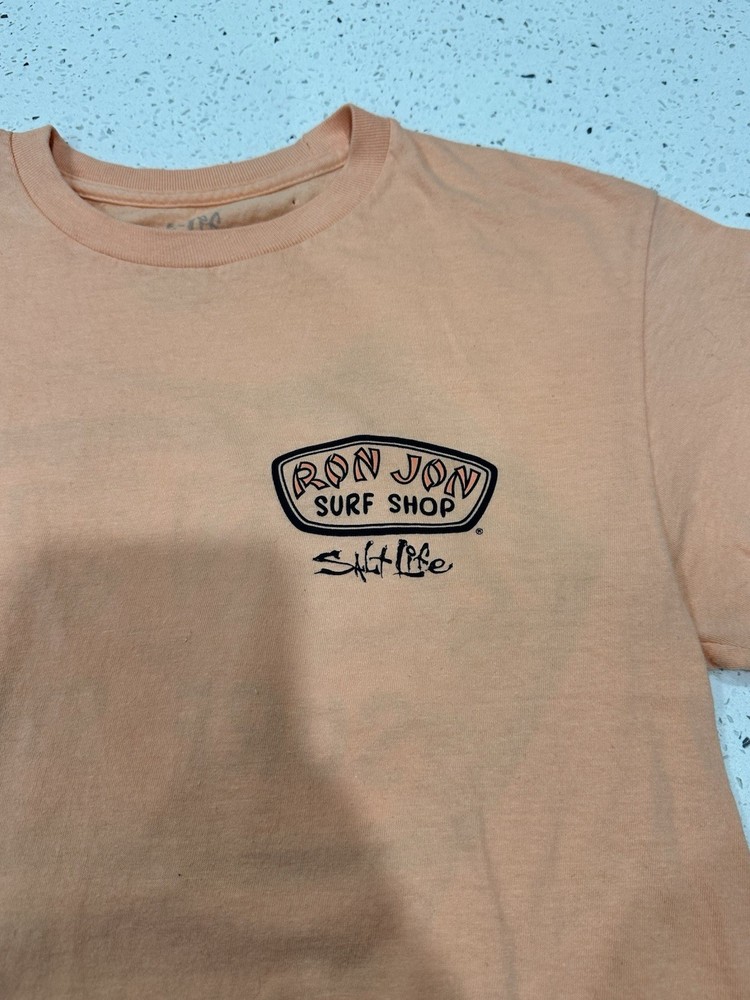 RON JON
SURF SHOP
®
Salt Life